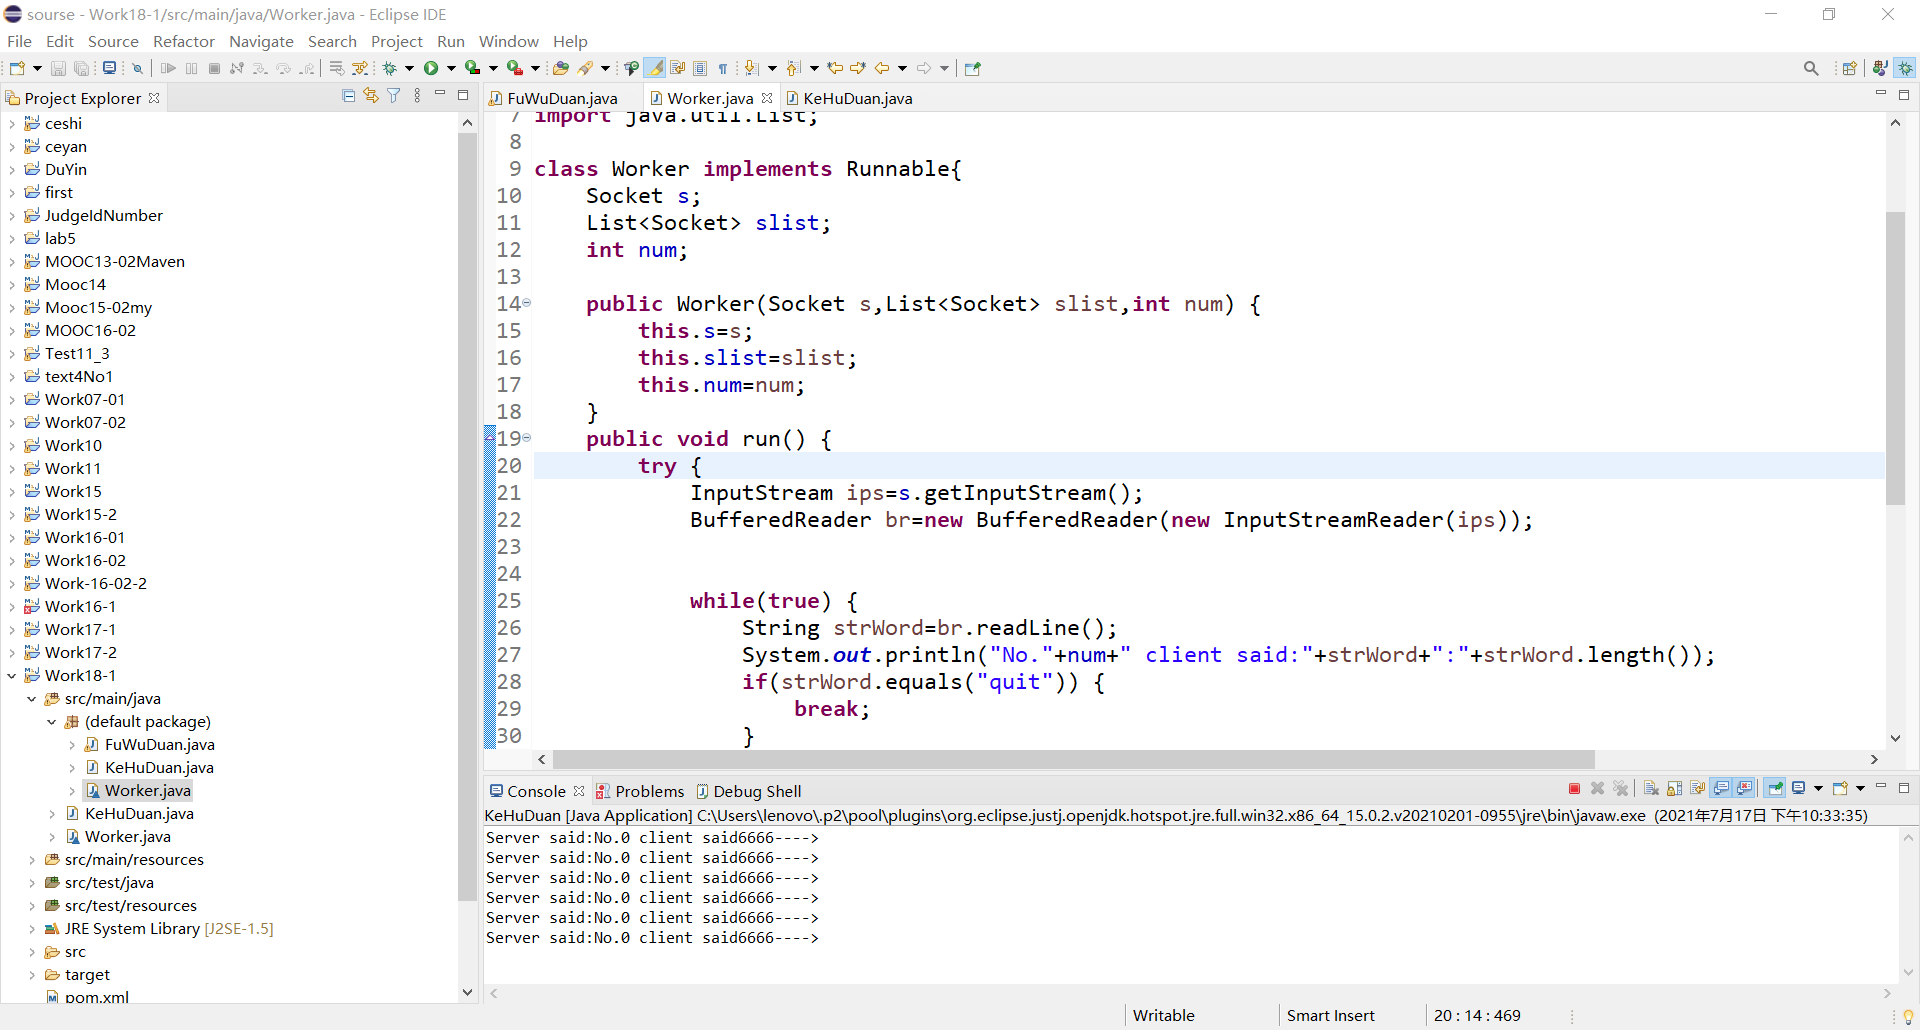 sourse - Work18-1/src/main/java/Worker.java - Eclipse IDE
File Edit Source Refactor Navigate Search Project Run Window Help
Project Explorer
ceshi
ceyan
DuYin
first
JudgeIdNumber
lab5
MOOC13-02Maven
Mooc14
Mooc15-02my
MOOC16-02
Test11_3
text4No1
Work07-01
Work07-02
Work10
Work11
Work15
Work15-2
Work16-01
Work16-02
Work-16-02-2
Work16-1
Work17-1
Work17-2
Work18-1
src/main/java
(default package)
FuWuDuan.java
KeHuDuan.java
Worker.java
KeHuDuan.java
Worker.java
src/main/resources
src/test/java
src/test/resources
JRE System Library [J2SE-1.5]
src
target
pom.xml
FuWuDuan.java Worker.java KeHuDuan.java
7 import java.util.List;
8
9 class Worker implements Runnable{
10 Socket s;
11 List<Socket> slist;
12 int num;
13
14 public Worker(Socket s,List<Socket> slist,int num) {
15 this.s=s;
16 this.slist=slist;
17 this.num=num;
18 }
19 public void run() {
20 try {
21 InputStream ips=s.getInputStream();
22 BufferedReader br=new BufferedReader(new InputStreamReader(ips));
23
24
25 while(true) {
26 String strWord=br.readLine();
27 System.out.println("No."+num+" client said:"+strWord+":"+strWord.length());
28 if(strWord.equals("quit")) {
29 break;
30 }
Console Problems Debug Shell
KeHuDuan [Java Application] C:\Users\lenovo\.p2\pool\plugins\org.eclipse.justj.openjdk.hotspot.jre.full.win32.x86_64_15.0.2.v20210201-0955\jre\bin\javaw.exe (2021年7月17日 下午10:33:35)
Server said:No.0 client said6666---->
Server said:No.0 client said6666---->
Server said:No.0 client said6666---->
Server said:No.0 client said6666---->
Server said:No.0 client said6666---->
Server said:No.0 client said6666---->
Writable Smart Insert 20 : 14 : 469